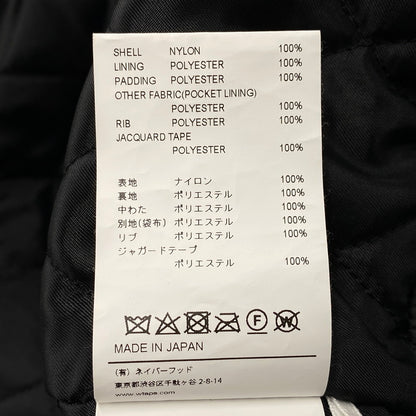 SHELL NYLON 100%
LINING POLYESTER 100%
PADDING POLYESTER 100%
OTHER FABRIC(POCKET LINING)
POLYESTER 100%
RIB POLYESTER 100%
JACQUARD TAPE
POLYESTER 100%
表地 ナイロン 100%
裏地 ポリエステル 100%
中わた ポリエステル 100%
別地(袋布) ポリエステル 100%
リブ ポリエステル 100%
ジャガードテープ
ポリエステル 100%
F W
MADE IN JAPAN
(有) ネイバーフッド
東京都渋谷区千駄ヶ谷 2-8-14
www.wtaps.com